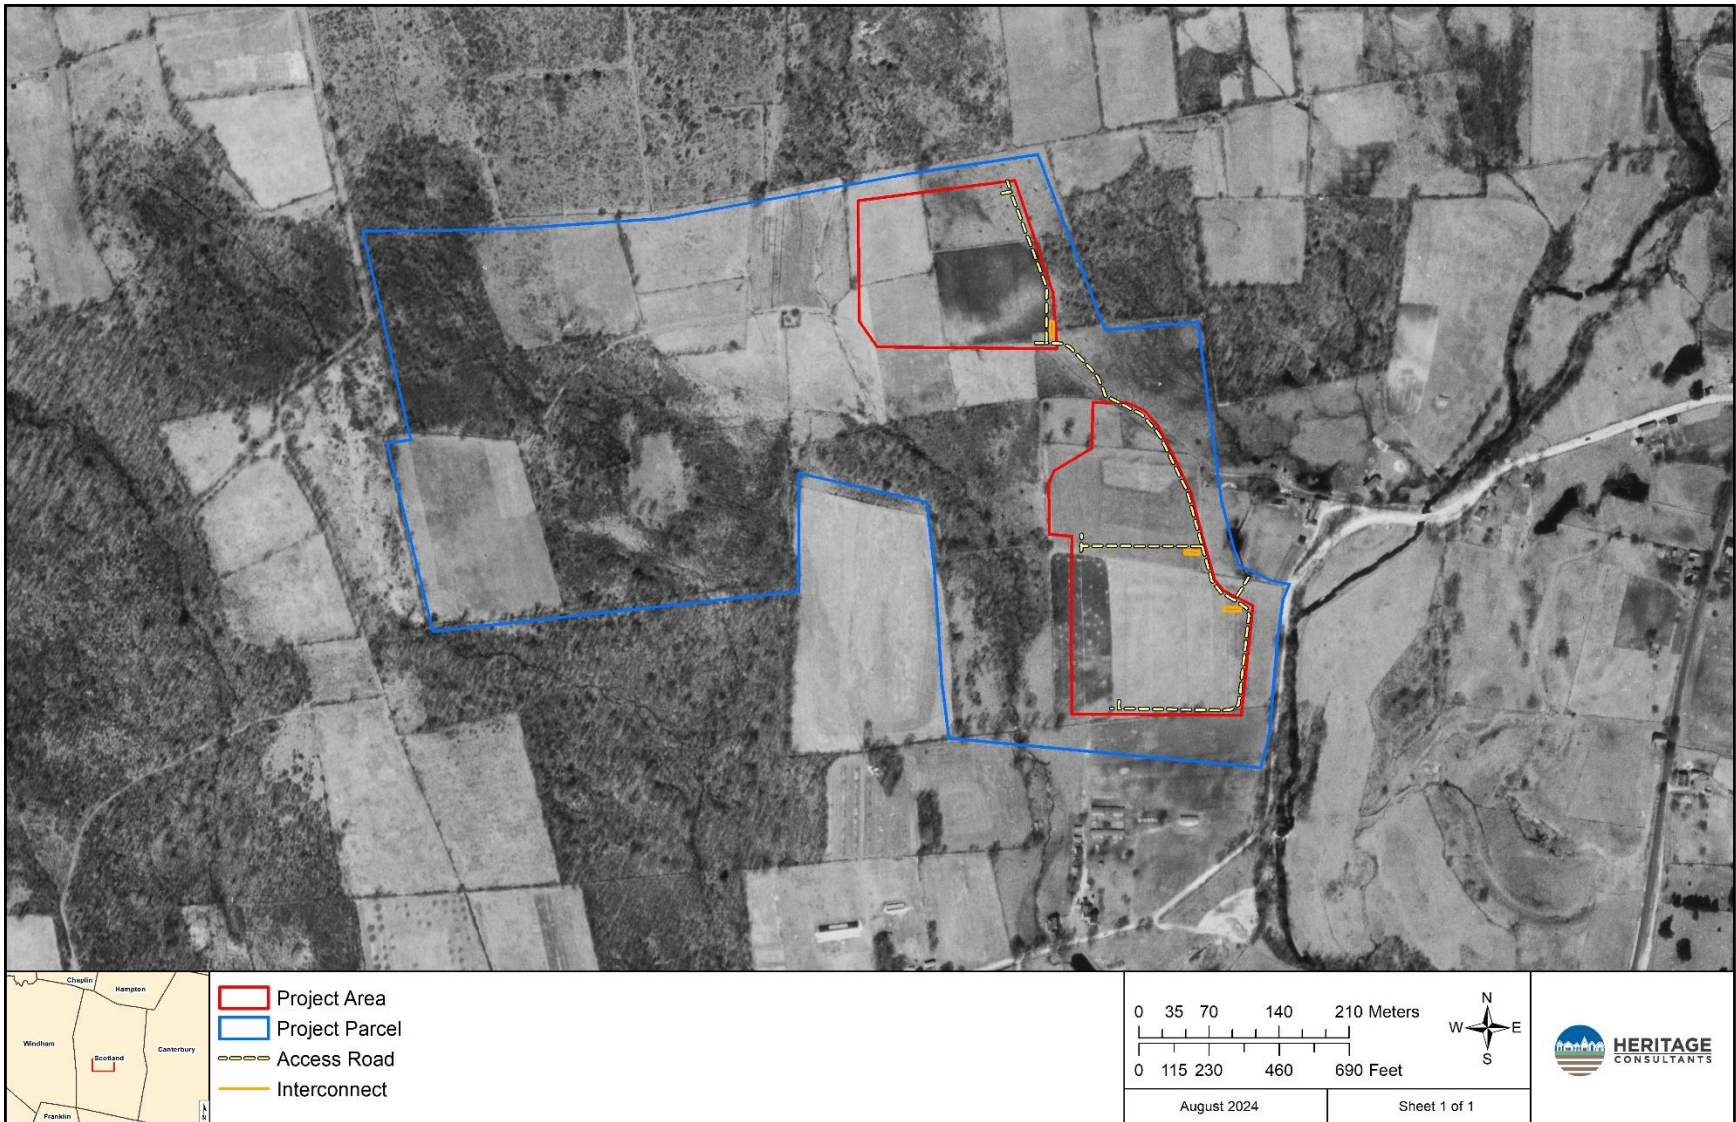 Chaplin
Hampton
Windham
Scotland
Canterbury
Franklin
N
Project Area
Project Parcel
Access Road
Interconnect
0 35 70 140 210 Meters
0 115 230 460 690 Feet
N
W E
S
August 2024
Sheet 1 of 1
HERITAGE
CONSULTANTS